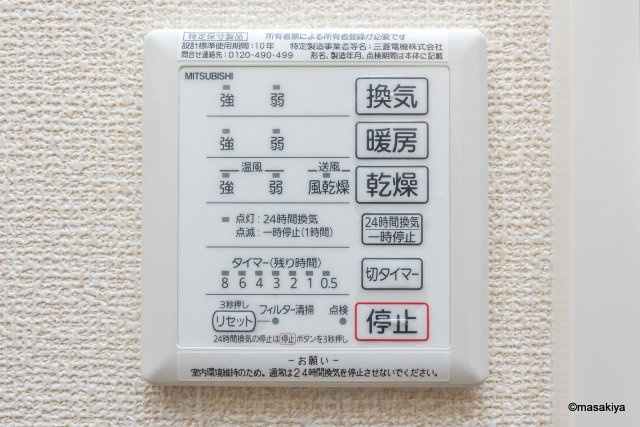 特定保守製品 所有者票による所有者登録が必要です
設計標準使用期間:10年 特定製造事業者等名:三菱電機株式会社
問合せ連絡先:0120-490-499 形名、製造年月、点検期間は本体に記載
MITSUBISHI
強 弱 換気
強 弱 暖房
温風 送風
強 弱 風乾燥 乾燥
点灯:24時間換気
点滅:一時停止(1時間)
24時間換気
一時停止
タイマー(残り時間)
8 6 4 3 2 1 0.5
切タイマー
3秒押し
リセット フィルター清掃 点検
停止
24時間換気の停止は停止ボタンを3秒押し
-お願い-
室内環境維持のため、通常は24時間換気を停止させないでください。
©masakiya